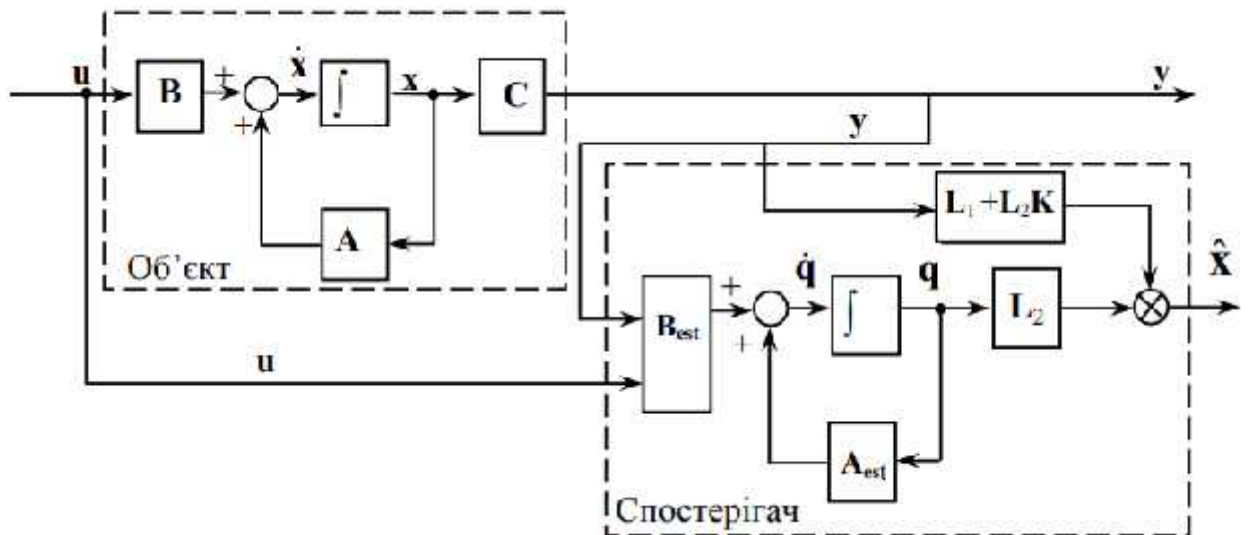 u
B
+
ẋ
∫
x
C
y
+
y
A
Об’єкт
L₁+L₂K
q̇
q
x̂
B_est
+
∫
L₂
+
u
A_est
Спостерігач